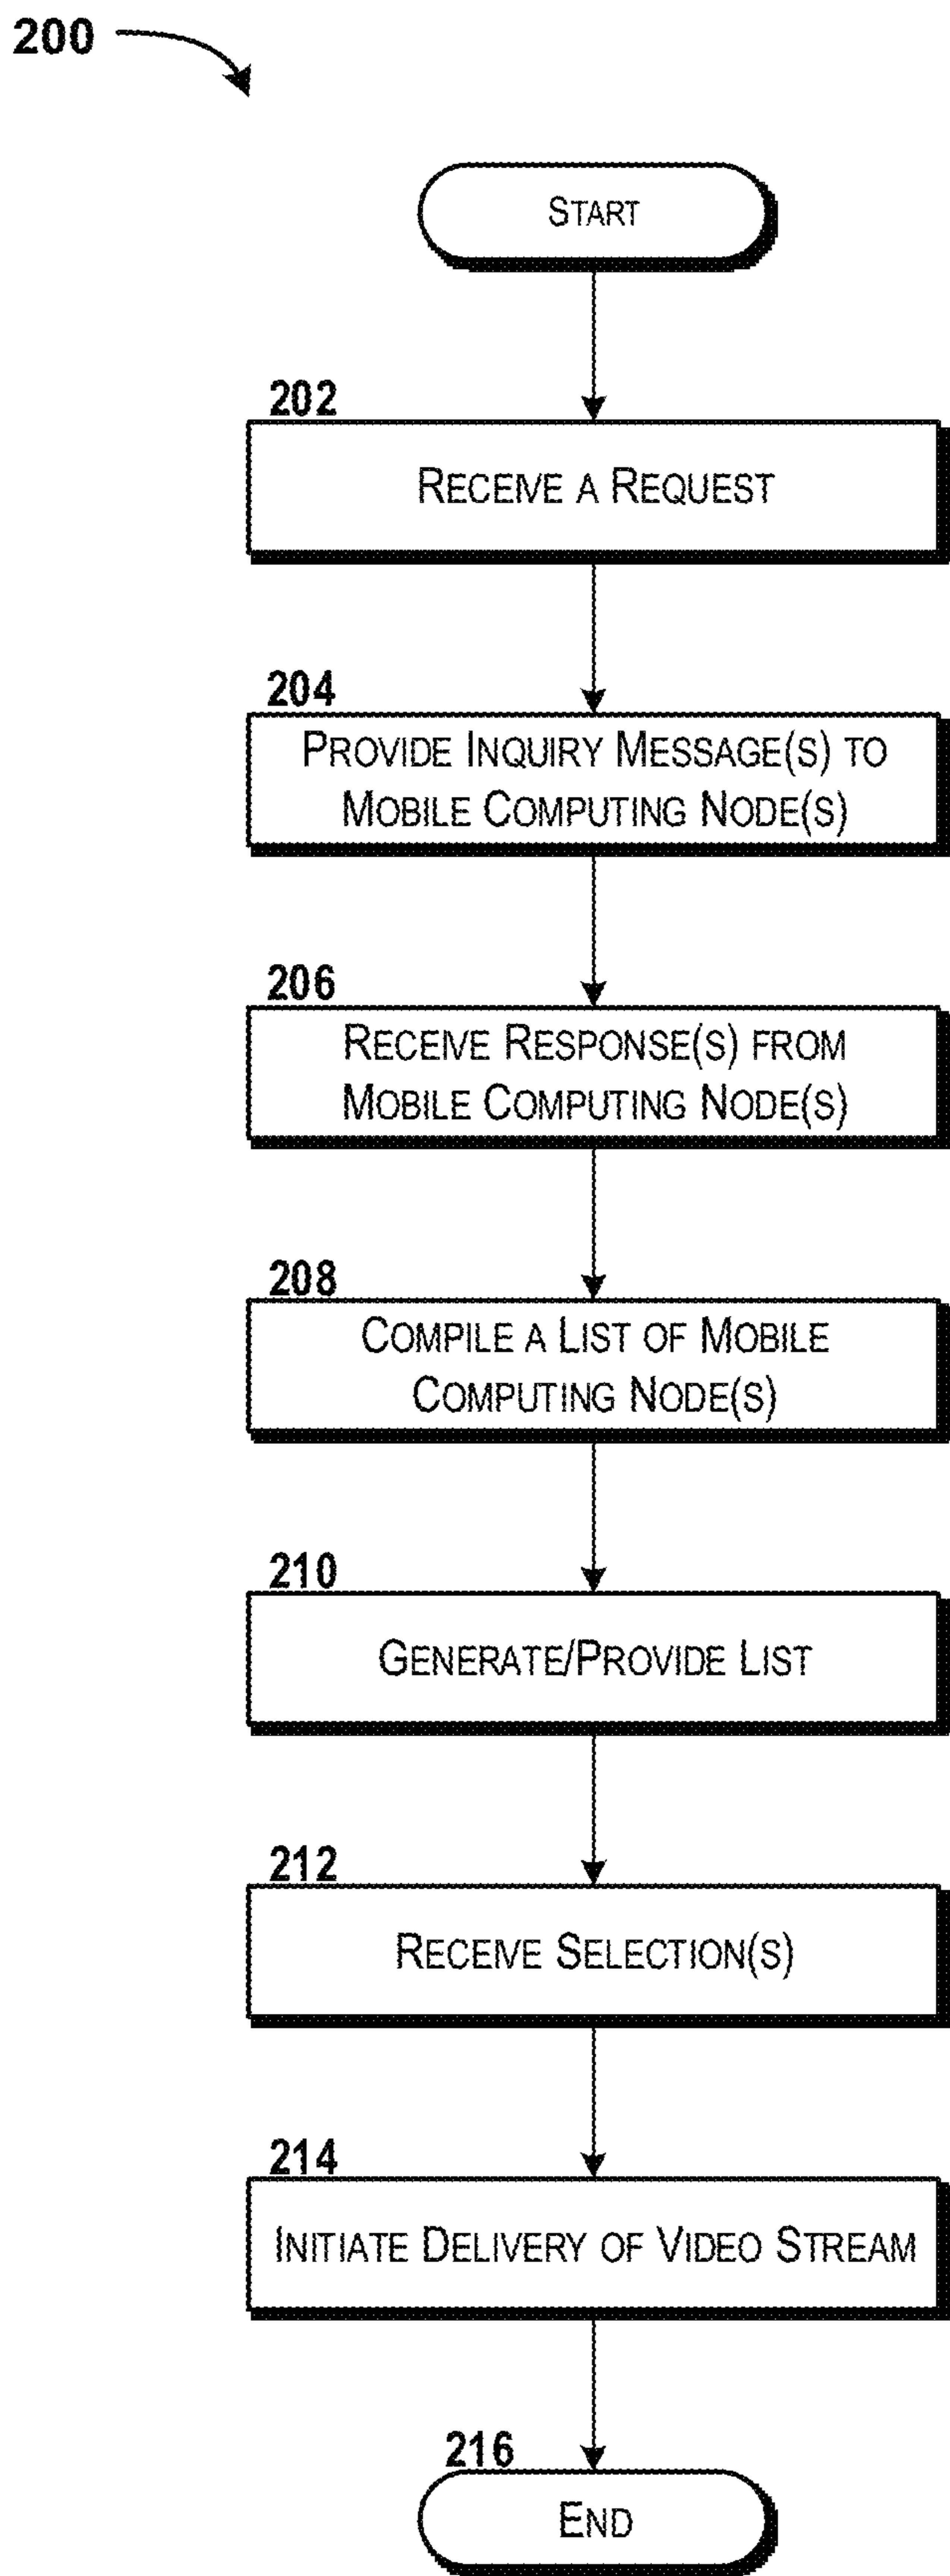 200
START
202
RECEIVE A REQUEST
204
PROVIDE INQUIRY MESSAGE(S) TO
MOBILE COMPUTING NODE(S)
206
RECEIVE RESPONSE(S) FROM
MOBILE COMPUTING NODE(S)
208
COMPILE A LIST OF MOBILE
COMPUTING NODE(S)
210
GENERATE/PROVIDE LIST
212
RECEIVE SELECTION(S)
214
INITIATE DELIVERY OF VIDEO STREAM
216
END